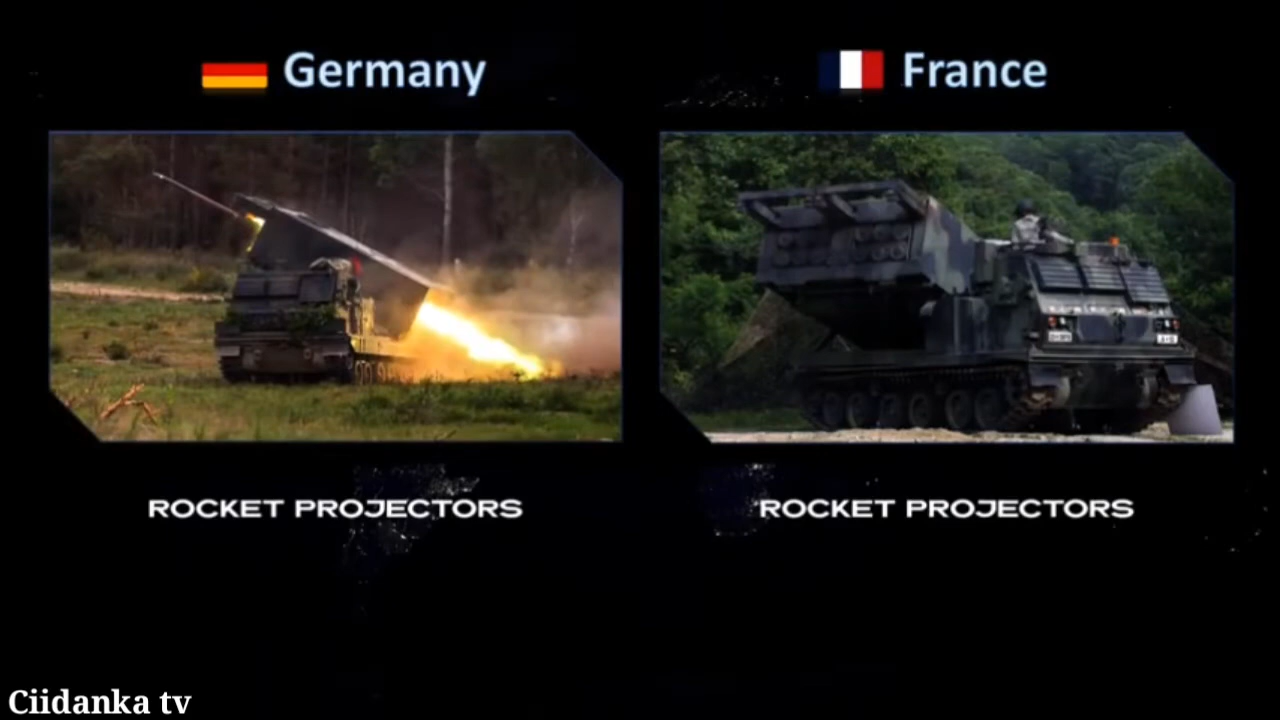 Germany
France
ROCKET PROJECTORS
ROCKET PROJECTORS
Ciidanka tv